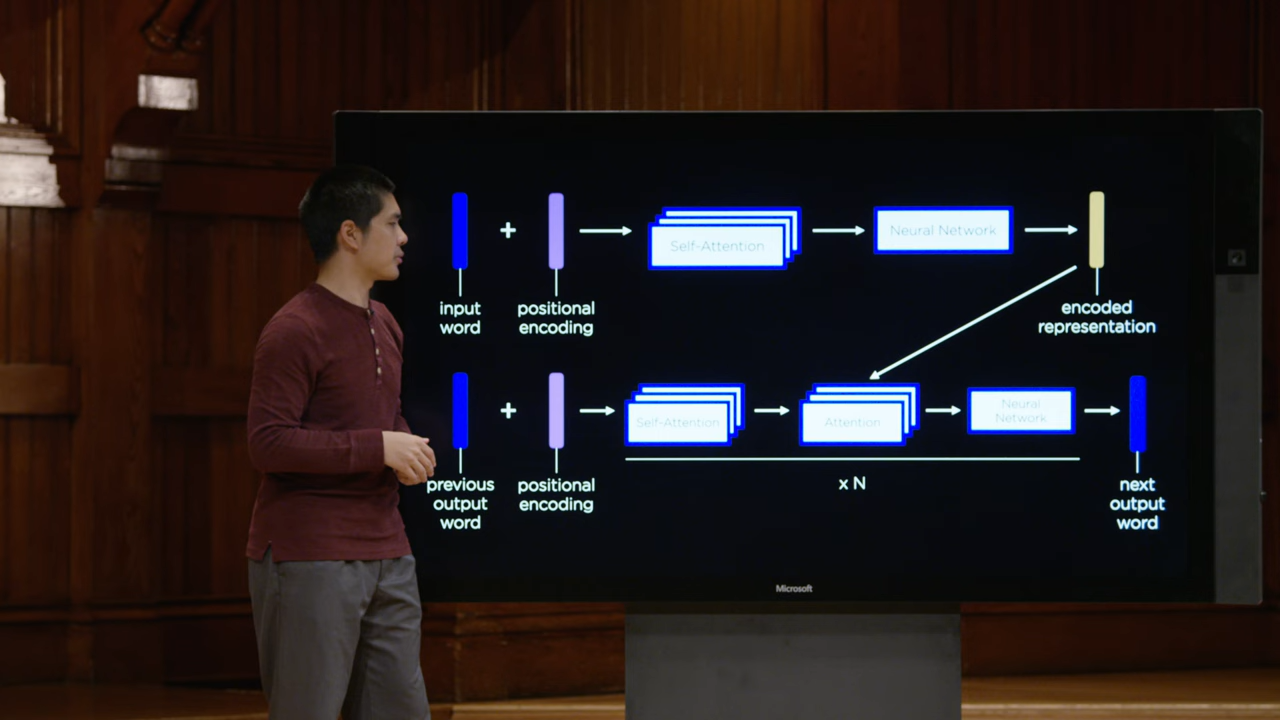 +
Self-Attention
Neural Network
input
word
positional
encoding
encoded
representation
+
Self-Attention
Attention
Neural
Network
x N
previous
output
word
positional
encoding
next
output
word
Microsoft